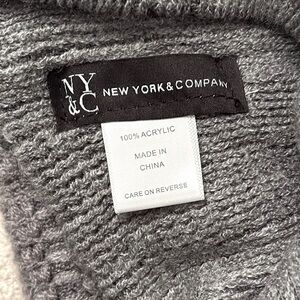 NY
&C NEW YORK & COMPANY
100% ACRYLIC
MADE IN
CHINA
CARE ON REVERSE